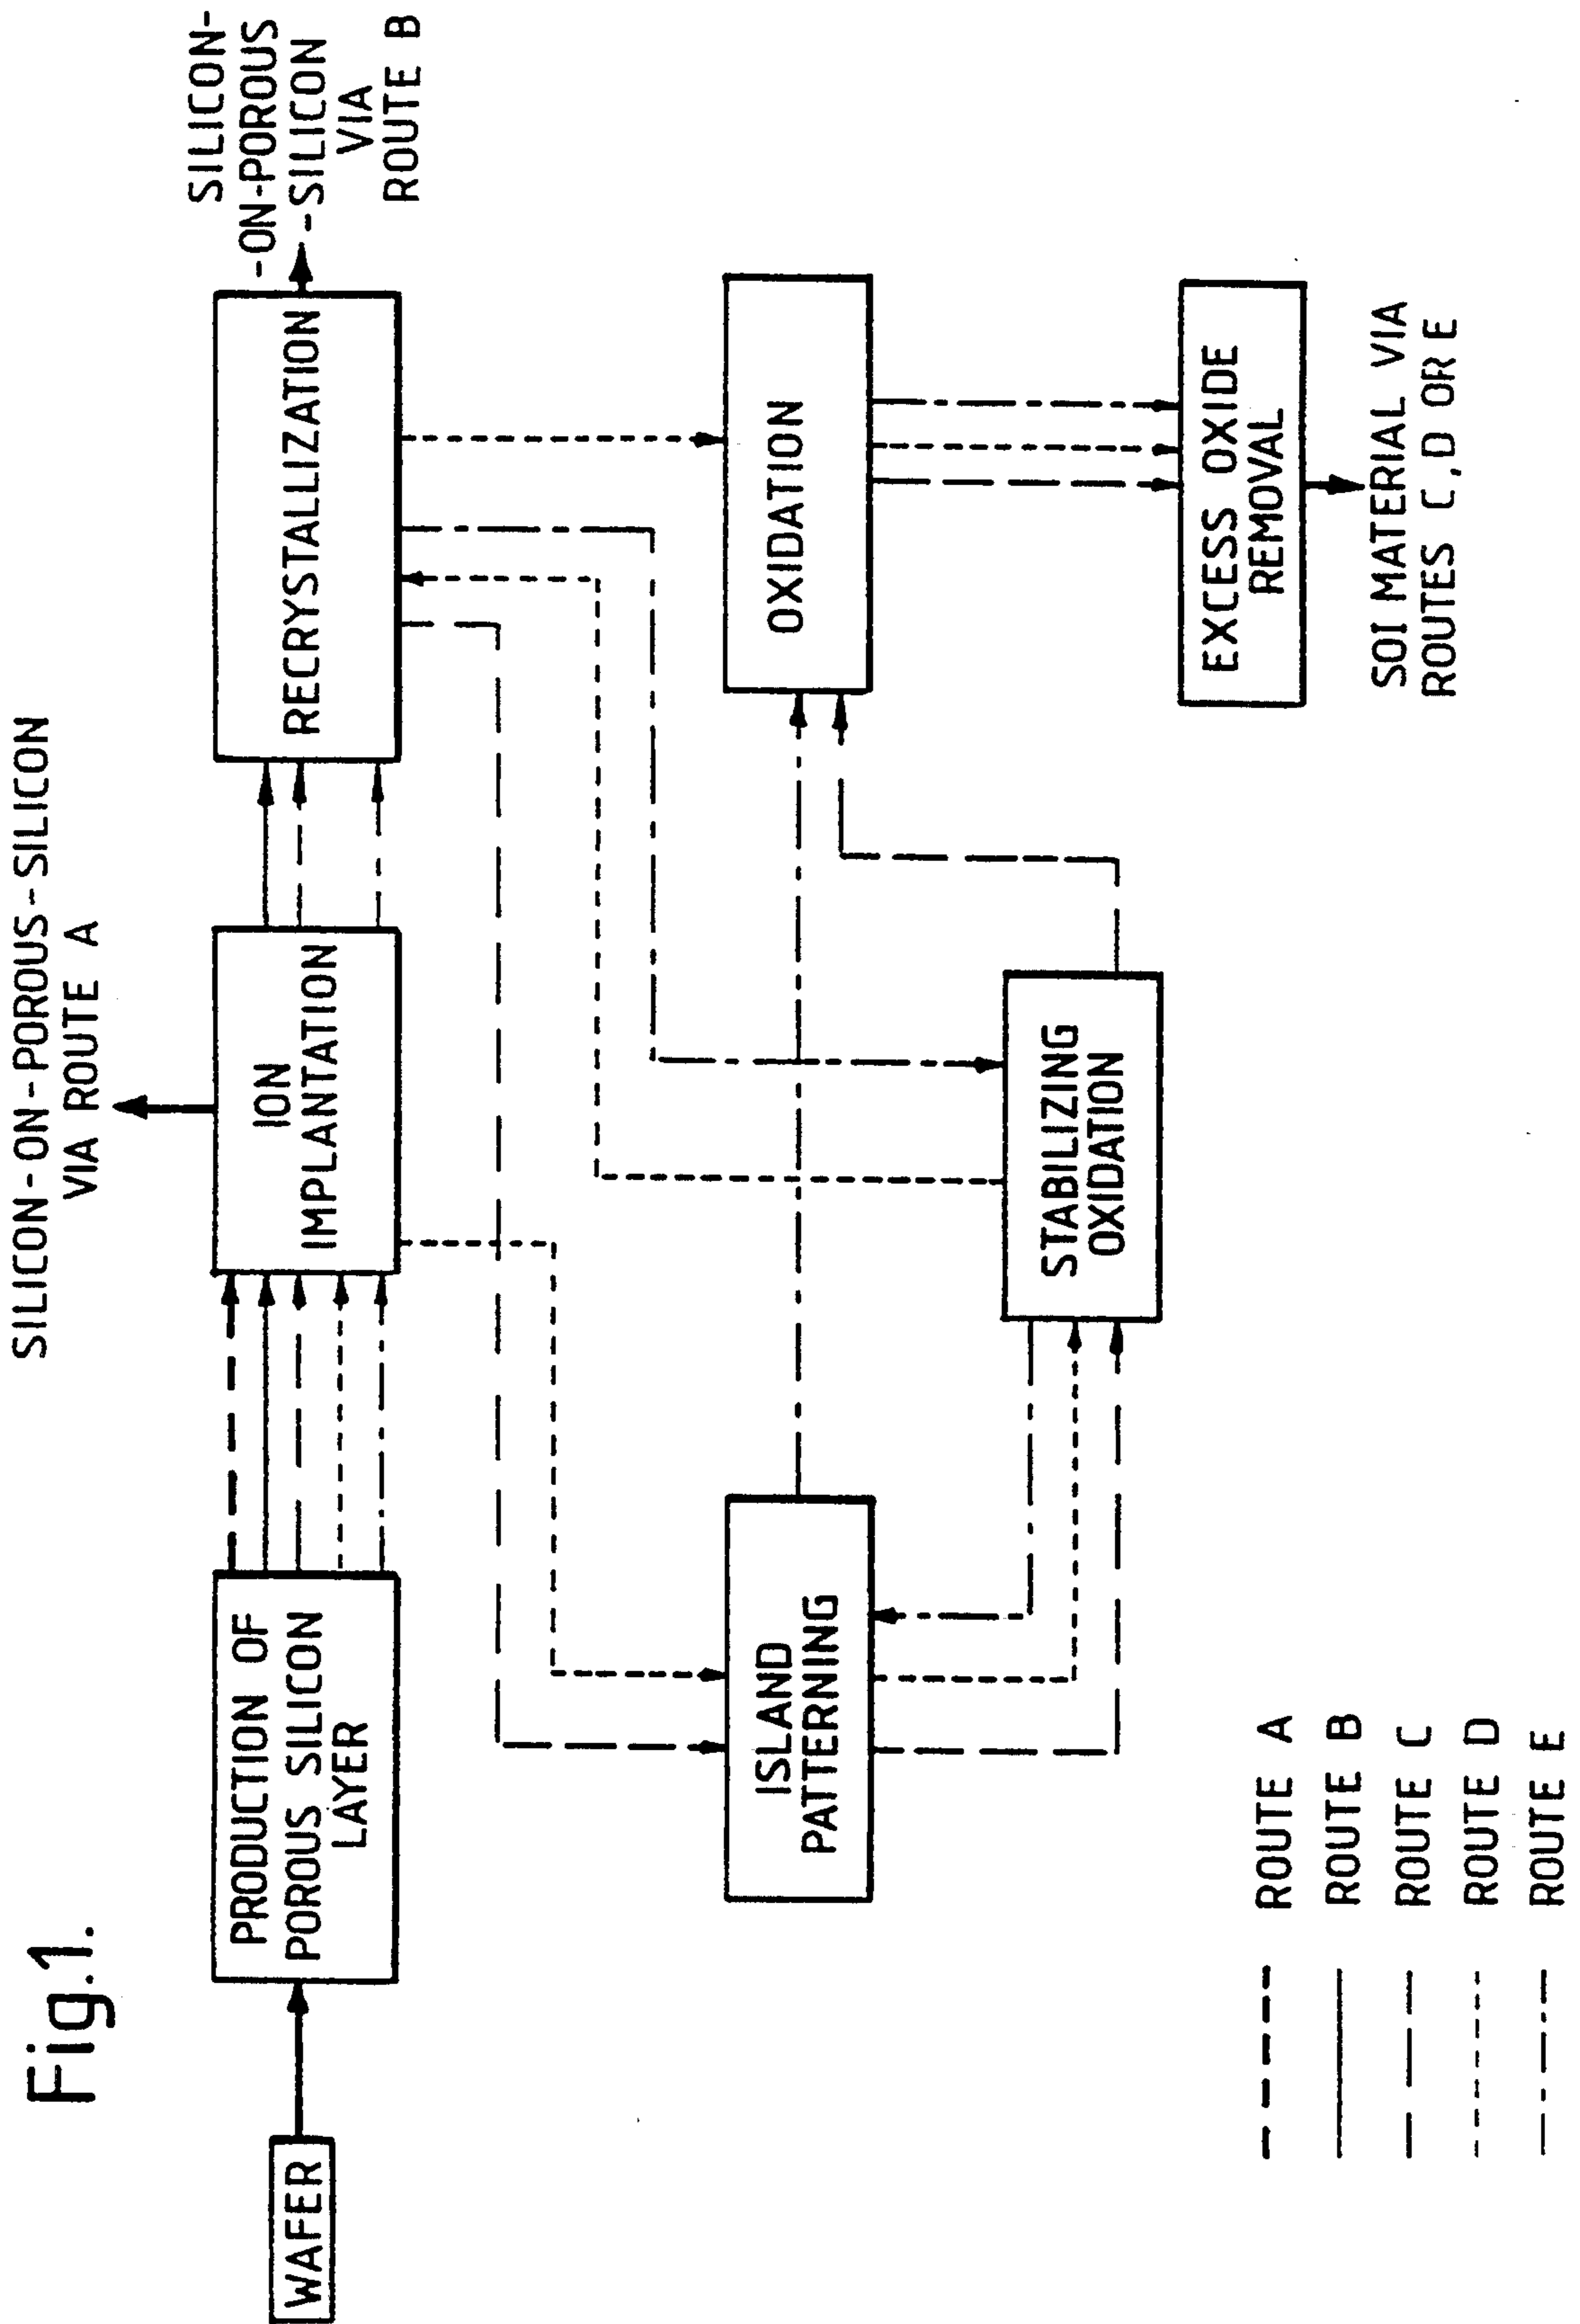 Fig.1.
SILICON-ON-POROUS-SILICON
VIA ROUTE A
WAFER
PRODUCTION OF
POROUS SILICON
LAYER
ION
IMPLANTATION
RECRYSTALLIZATION
SILICON-
-ON-POROUS
-SILICON
VIA
ROUTE B
ISLAND
PATTERNING
STABILIZING
OXIDATION
OXIDATION
EXCESS OXIDE
REMOVAL
SOI MATERIAL VIA
ROUTES C,D OR E
ROUTE A
ROUTE B
ROUTE C
ROUTE D
ROUTE E